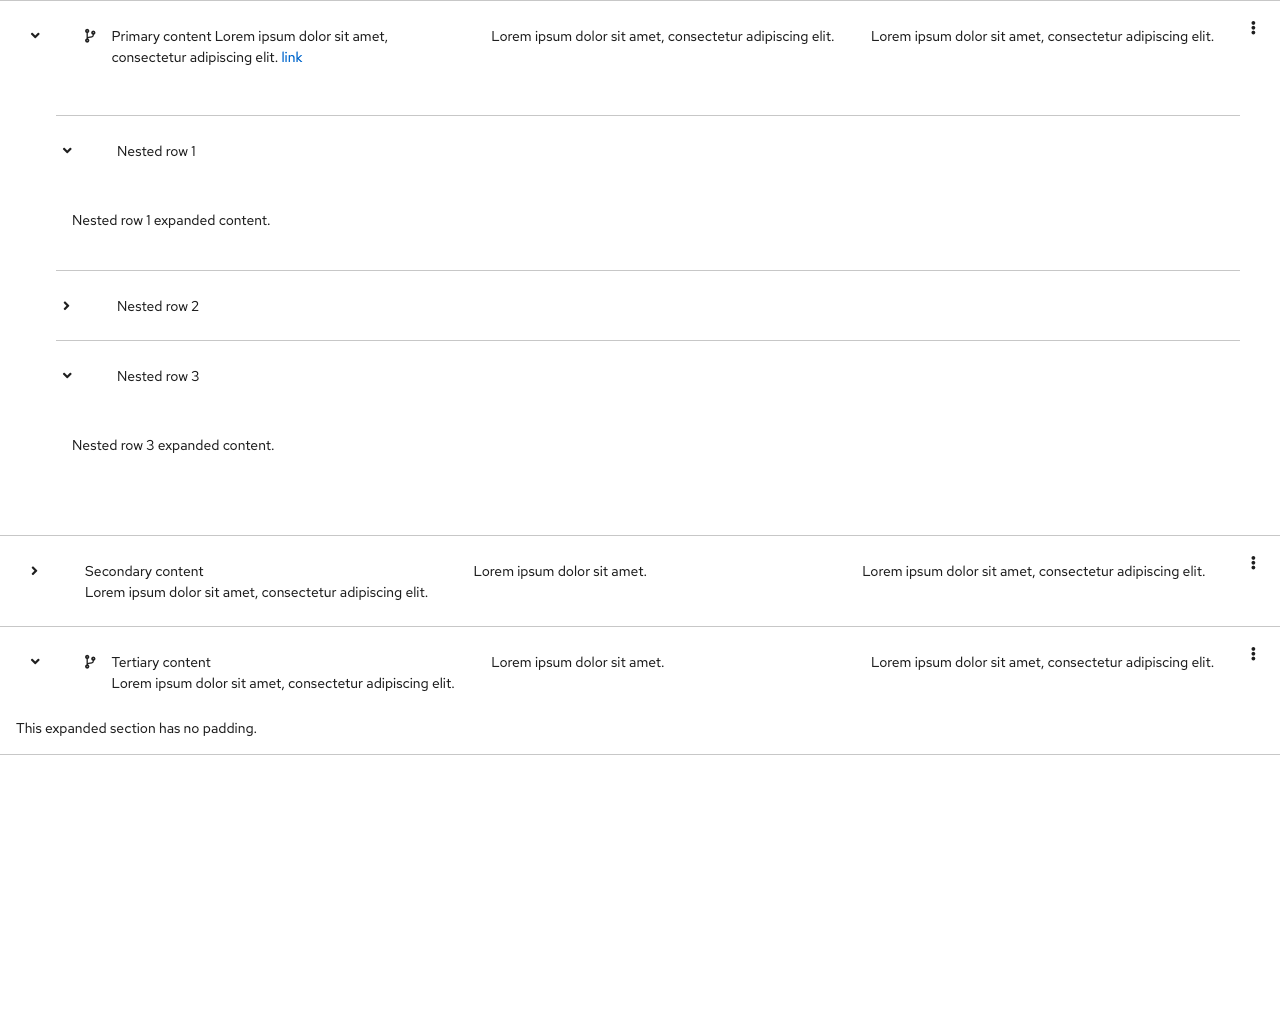 Primary content Lorem ipsum dolor sit amet,
consectetur adipiscing elit. link
Lorem ipsum dolor sit amet, consectetur adipiscing elit.
Lorem ipsum dolor sit amet, consectetur adipiscing elit.
Nested row 1
Nested row 1 expanded content.
Nested row 2
Nested row 3
Nested row 3 expanded content.
Secondary content
Lorem ipsum dolor sit amet, consectetur adipiscing elit.
Lorem ipsum dolor sit amet.
Lorem ipsum dolor sit amet, consectetur adipiscing elit.
Tertiary content
Lorem ipsum dolor sit amet, consectetur adipiscing elit.
Lorem ipsum dolor sit amet.
Lorem ipsum dolor sit amet, consectetur adipiscing elit.
This expanded section has no padding.